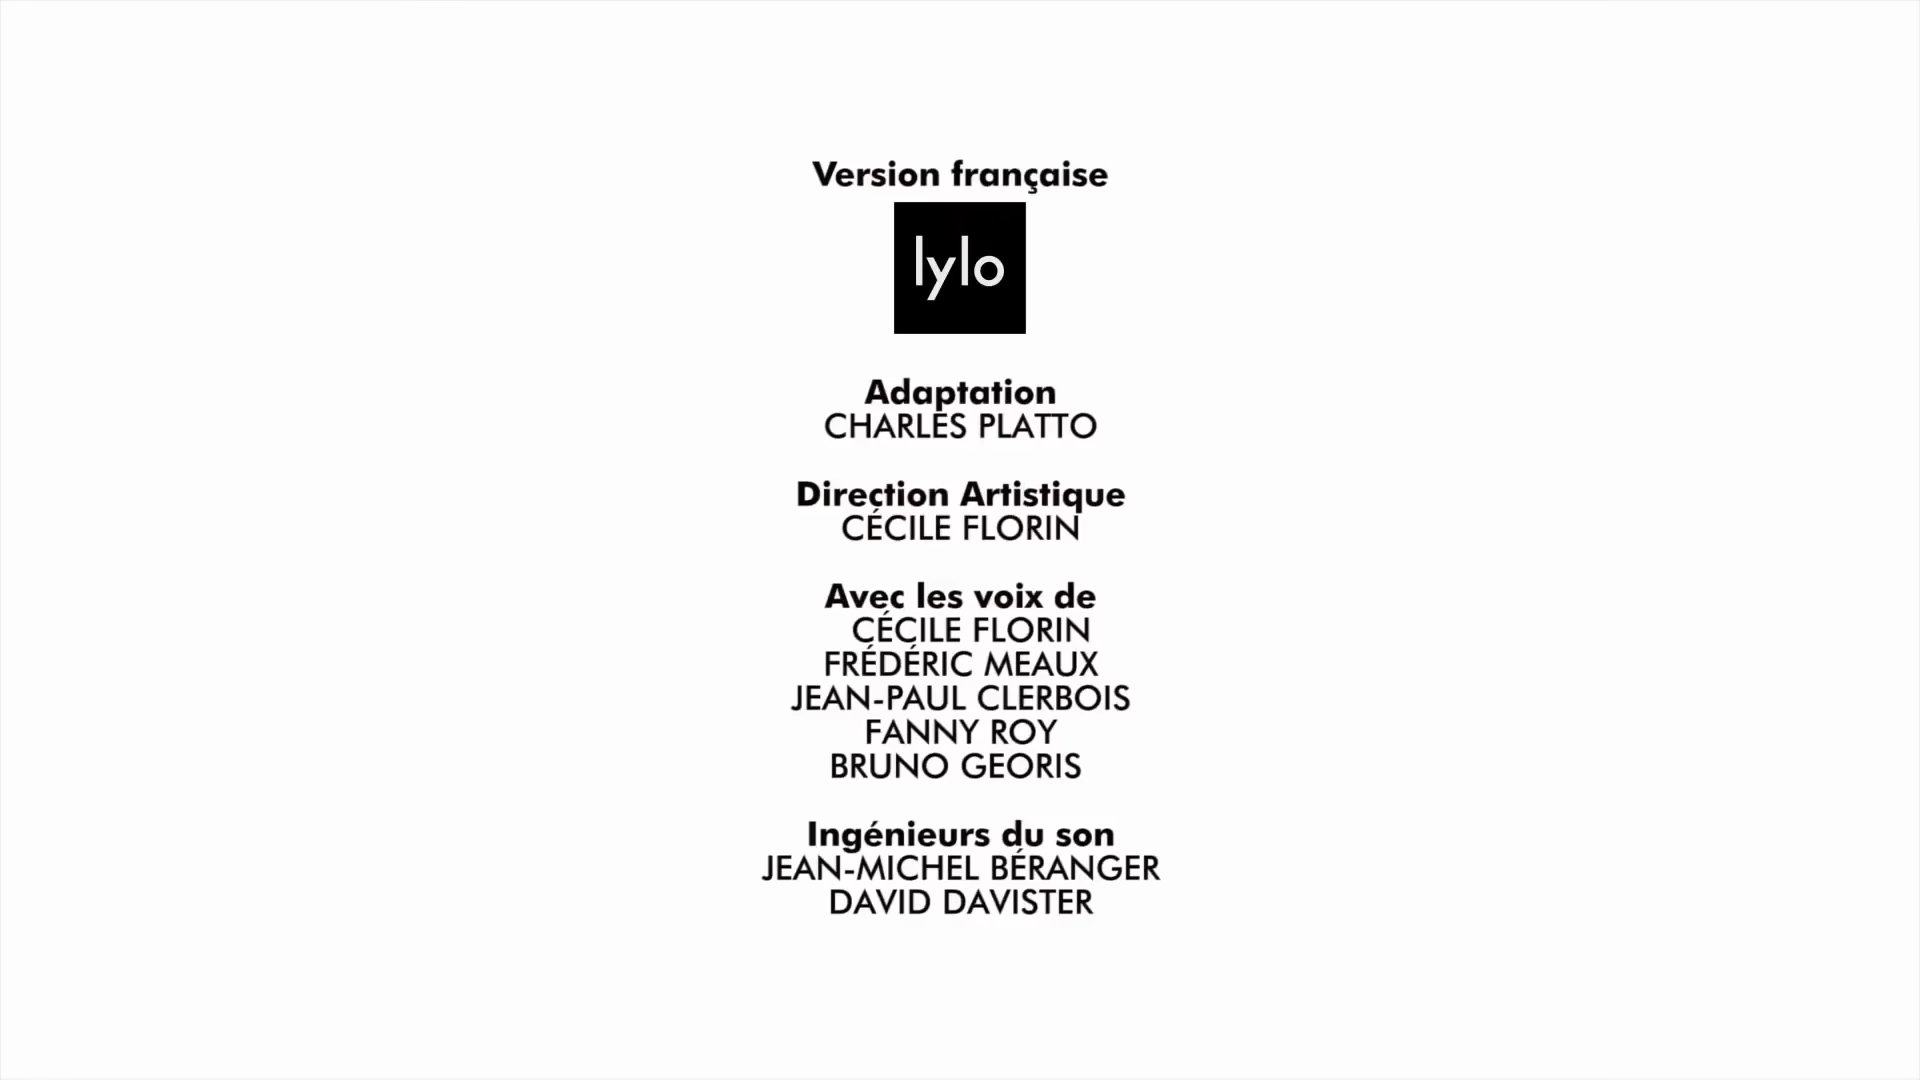 Version française
lylo
Adaptation
CHARLES PLATTO
Direction Artistique
CÉCILE FLORIN
Avec les voix de
CÉCILE FLORIN
FRÉDÉRIC MEAUX
JEAN-PAUL CLERBOIS
FANNY ROY
BRUNO GEORIS
Ingénieurs du son
JEAN-MICHEL BÉRANGER
DAVID DAVISTER